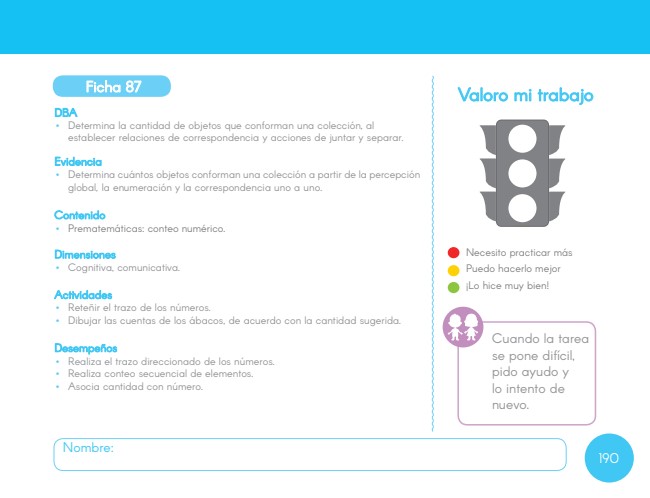 Ficha 87
DBA
• Determina la cantidad de objetos que conforman una colección, al
establecer relaciones de correspondencia y acciones de juntar y separar.
Evidencia
• Determina cuántos objetos conforman una colección a partir de la percepción
global, la enumeración y la correspondencia uno a uno.
Contenido
• Prematemáticas: conteo numérico.
Dimensiones
• Cognitiva, comunicativa.
Actividades
• Reteñir el trazo de los números.
• Dibujar las cuentas de los ábacos, de acuerdo con la cantidad sugerida.
Desempeños
• Realiza el trazo direccionado de los números.
• Realiza conteo secuencial de elementos.
• Asocia cantidad con número.
Valoro mi trabajo
Necesito practicar más
Puedo hacerlo mejor
¡Lo hice muy bien!
Cuando la tarea
se pone difícil,
pido ayudo y
lo intento de
nuevo.
Nombre:
190